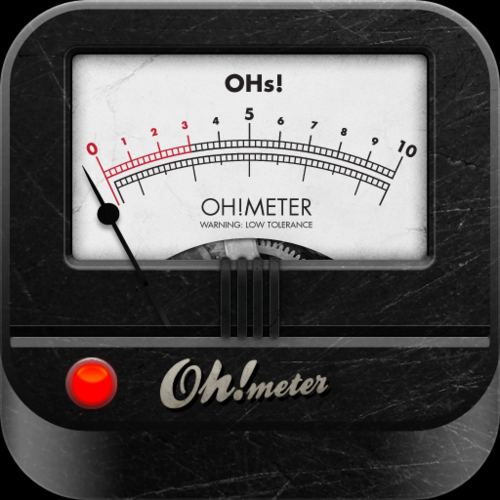 OHs!
0 1 2 3 4 5 6 7 8 9 10
OH!METER
WARNING: LOW TOLERANCE
Oh!meter